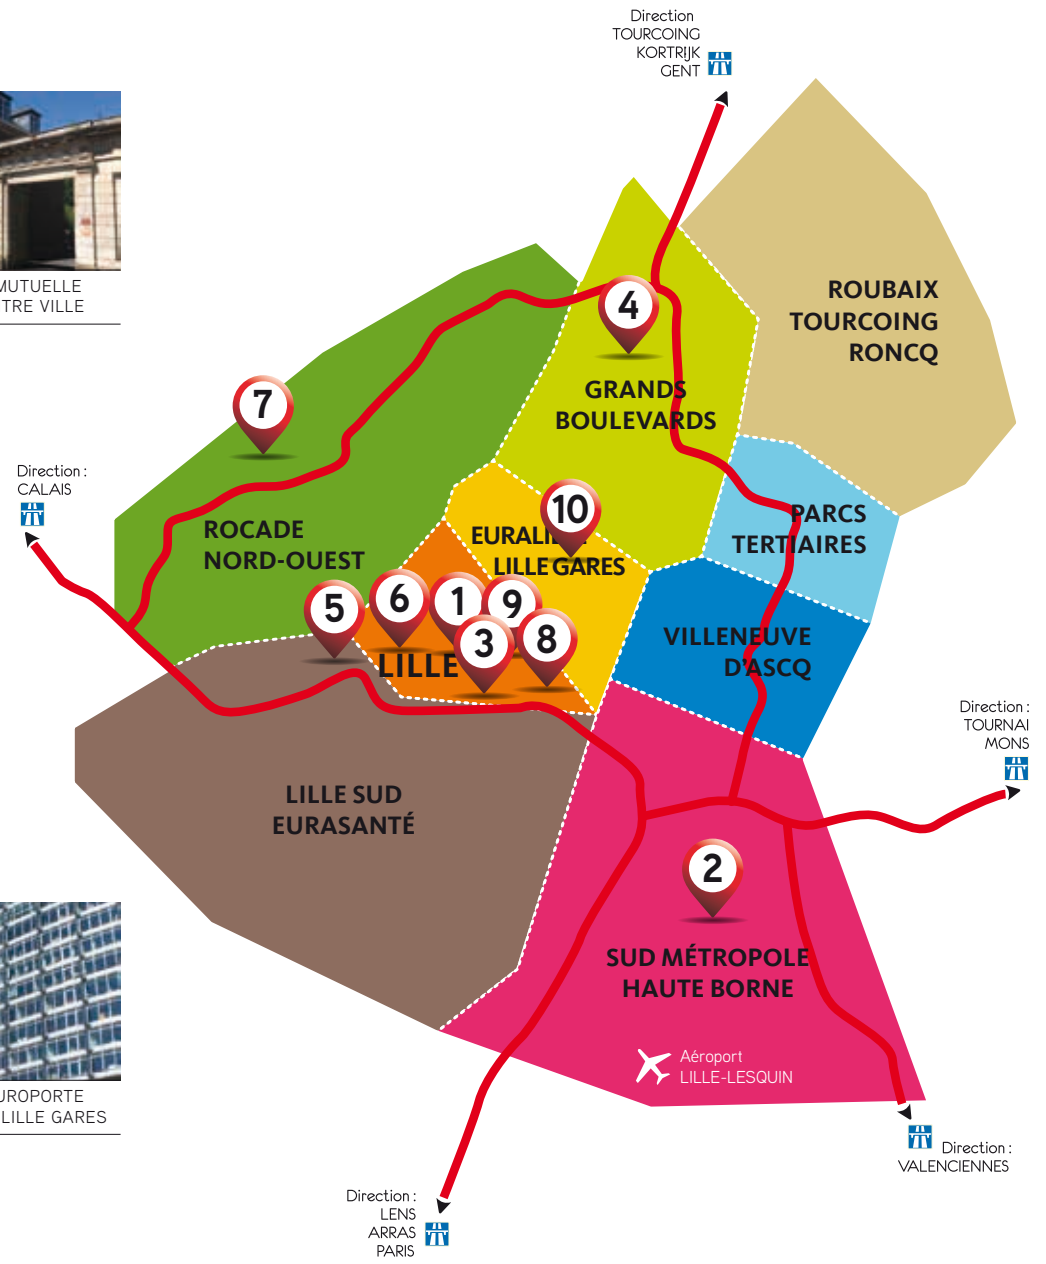 Direction
TOURCOING
KORTRIJK
GENT
MUTUELLE
TRE VILLE
ROUBAIX
TOURCOING
RONCQ
4
GRANDS
BOULEVARDS
7
Direction :
CALAIS
ROCADE
NORD-OUEST
10
LILLE GARES
PARCS
TERTIAIRES
5
6
1
9
3
8
LILLE
VILLENEUVE
D'ASCQ
Direction :
TOURNAI
MONS
LILLE SUD
EURASANTÉ
2
SUD MÉTROPOLE
HAUTE BORNE
Aéroport
LILLE-LESQUIN
UROPORTE
LILLE GARES
Direction :
VALENCIENNES
Direction :
LENS
ARRAS
PARIS